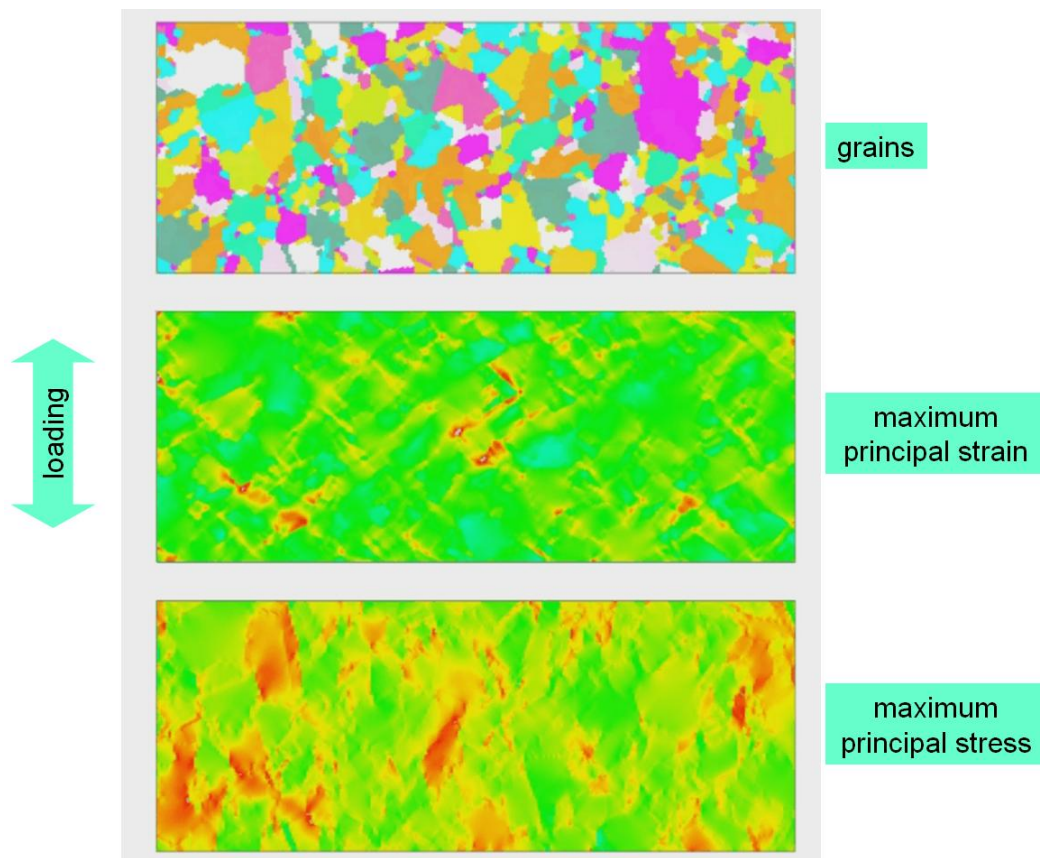 grains
loading
maximum
principal strain
maximum
principal stress